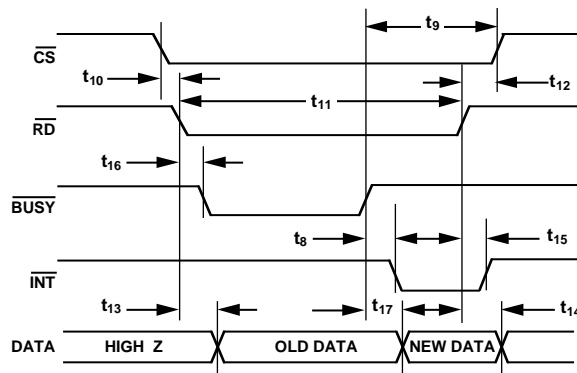 t9
CS
t10
t12
t11
RD
t16
BUSY
t8
t15
INT
t13
t17
t14
DATA
HIGH Z
OLD DATA
NEW DATA